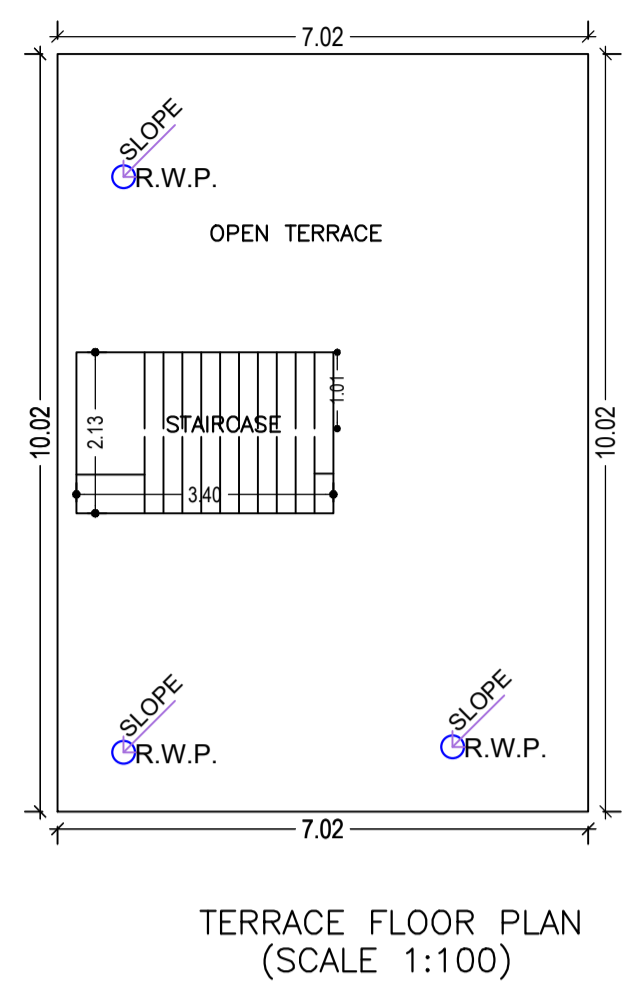 7.02
SLOPE
R.W.P.
OPEN TERRACE
1.01
STAIRCASE
2.13
10.02
10.02
3.40
SLOPE
SLOPE
R.W.P.
R.W.P.
7.02
TERRACE FLOOR PLAN
(SCALE 1:100)